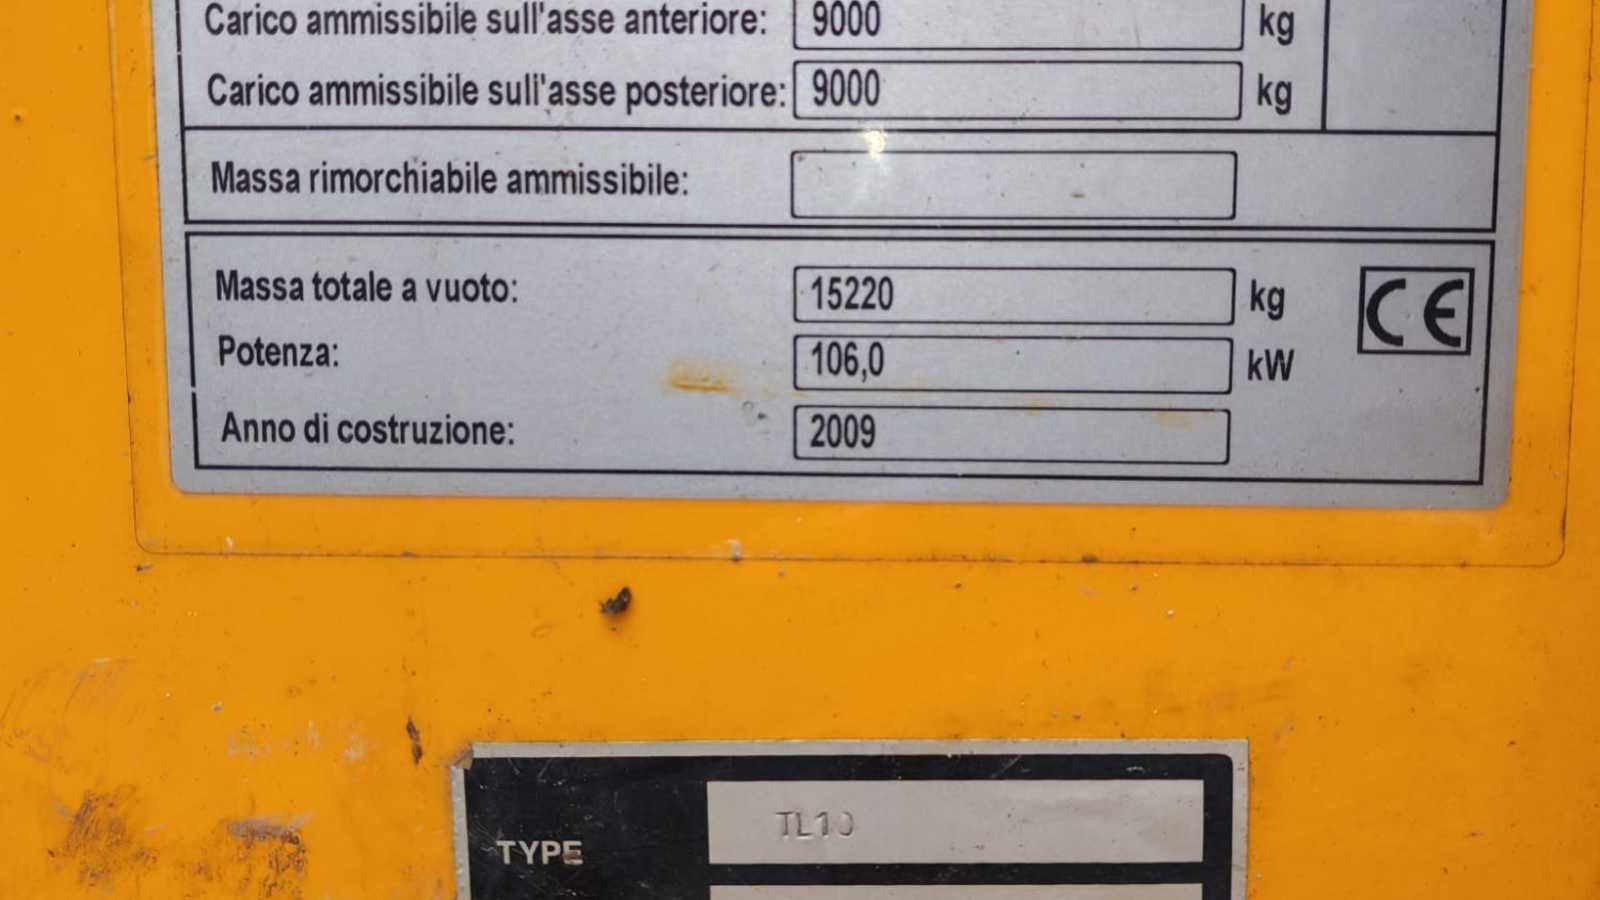 Carico ammissibile sull'asse anteriore: 9000 kg
Carico ammissibile sull'asse posteriore: 9000 kg
Massa rimorchiabile ammissibile:
Massa totale a vuoto: 15220 kg
CE
Potenza: 106,0 kW
Anno di costruzione: 2009
TYPE TL10